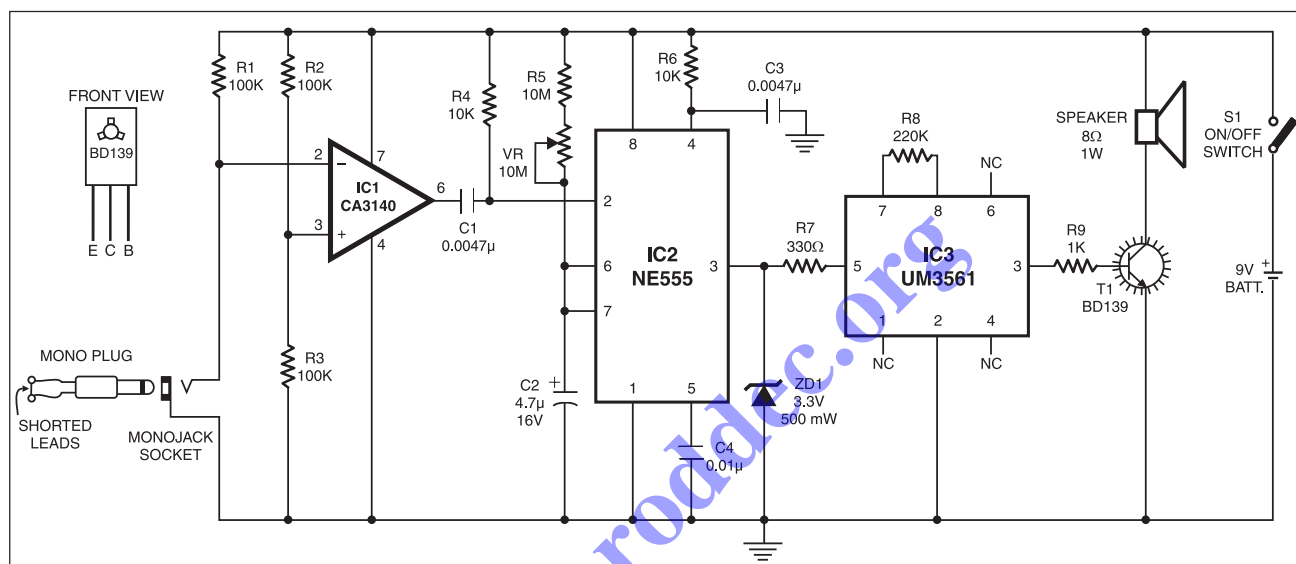 FRONT VIEW
BD139
E C B
R1
100K
R2
100K
2
−
7
IC1
CA3140
3
+
4
6
C1
0.0047µ
R4
10K
R5
10M
VR
10M
R3
100K
MONO PLUG
SHORTED
LEADS
MONOJACK
SOCKET
+
C2
4.7µ
16V
R6
10K
C3
0.0047µ
8
4
2
IC2
NE555
3
6
7
1
5
C4
0.01µ
R7
330Ω
ZD1
3.3V
500 mW
R8
220K
NC
7
8
6
5
IC3
UM3561
3
1
2
4
NC
NC
R9
1K
T1
BD139
SPEAKER
8Ω
1W
S1
ON/OFF
SWITCH
+
9V
BATT.
roddec.org